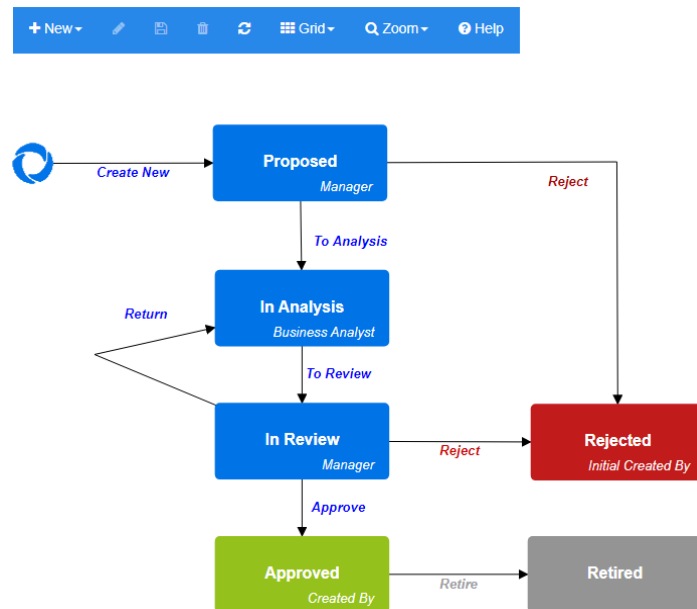 New
Grid
Zoom
Help
Proposed
Manager
Create New
Reject
To Analysis
In Analysis
Business Analyst
Return
To Review
In Review
Manager
Reject
Rejected
Initial Created By
Approve
Approved
Created By
Retire
Retired